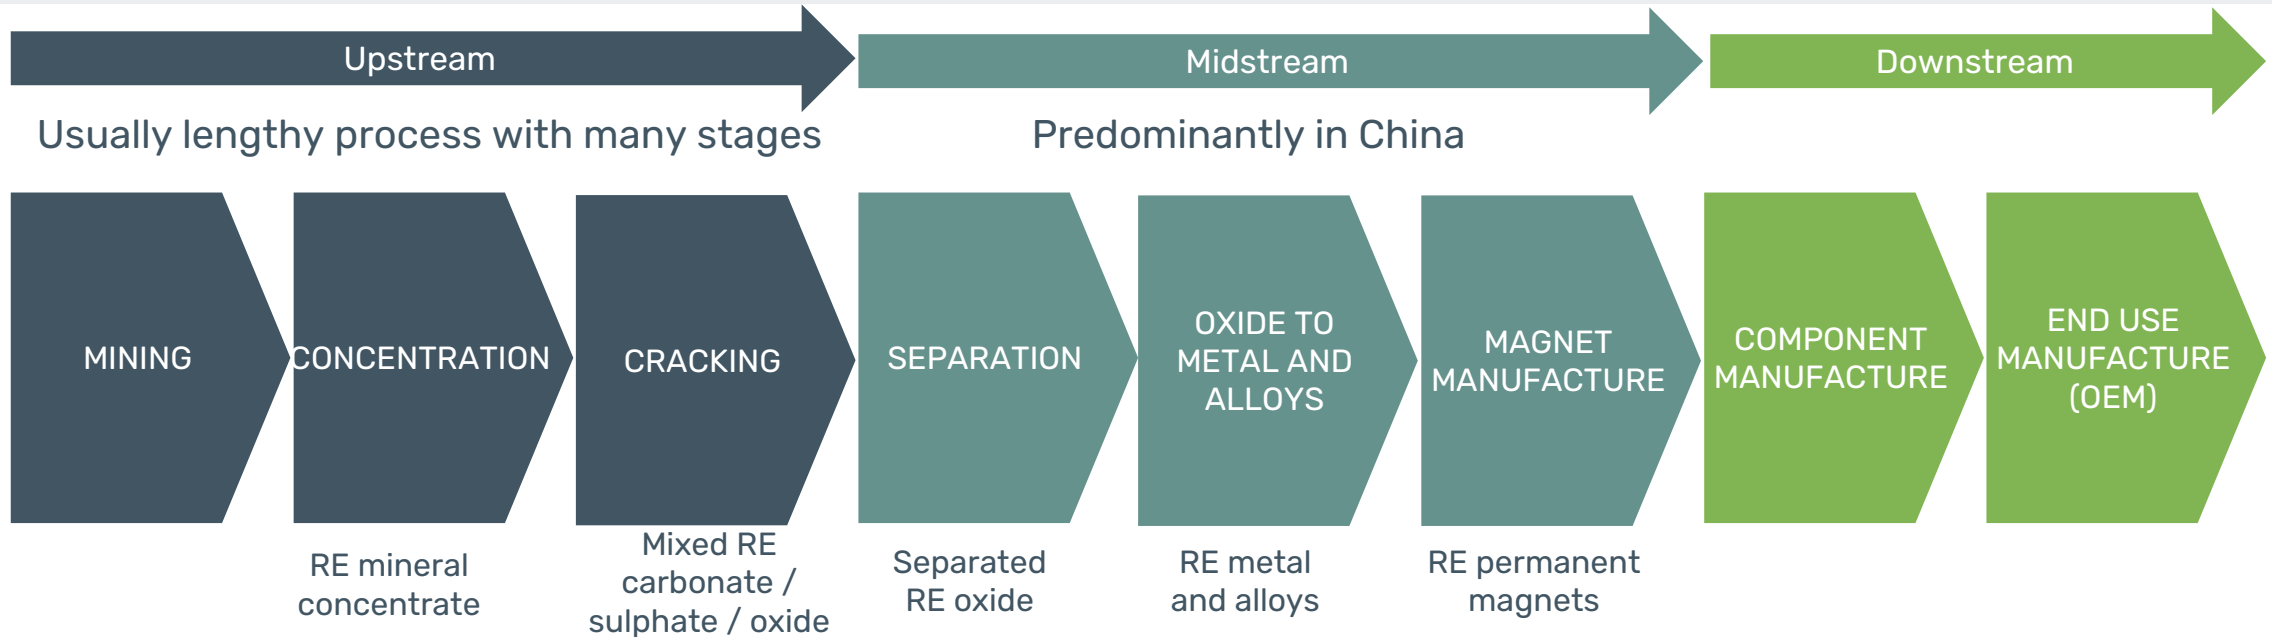 Upstream
Midstream
Downstream
Usually lengthy process with many stages
Predominantly in China
MINING
CONCENTRATION
CRACKING
SEPARATION
OXIDE TO
METAL AND
ALLOYS
MAGNET
MANUFACTURE
COMPONENT
MANUFACTURE
END USE
MANUFACTURE
(OEM)
RE mineral
concentrate
Mixed RE
carbonate /
sulphate / oxide
Separated
RE oxide
RE metal
and alloys
RE permanent
magnets